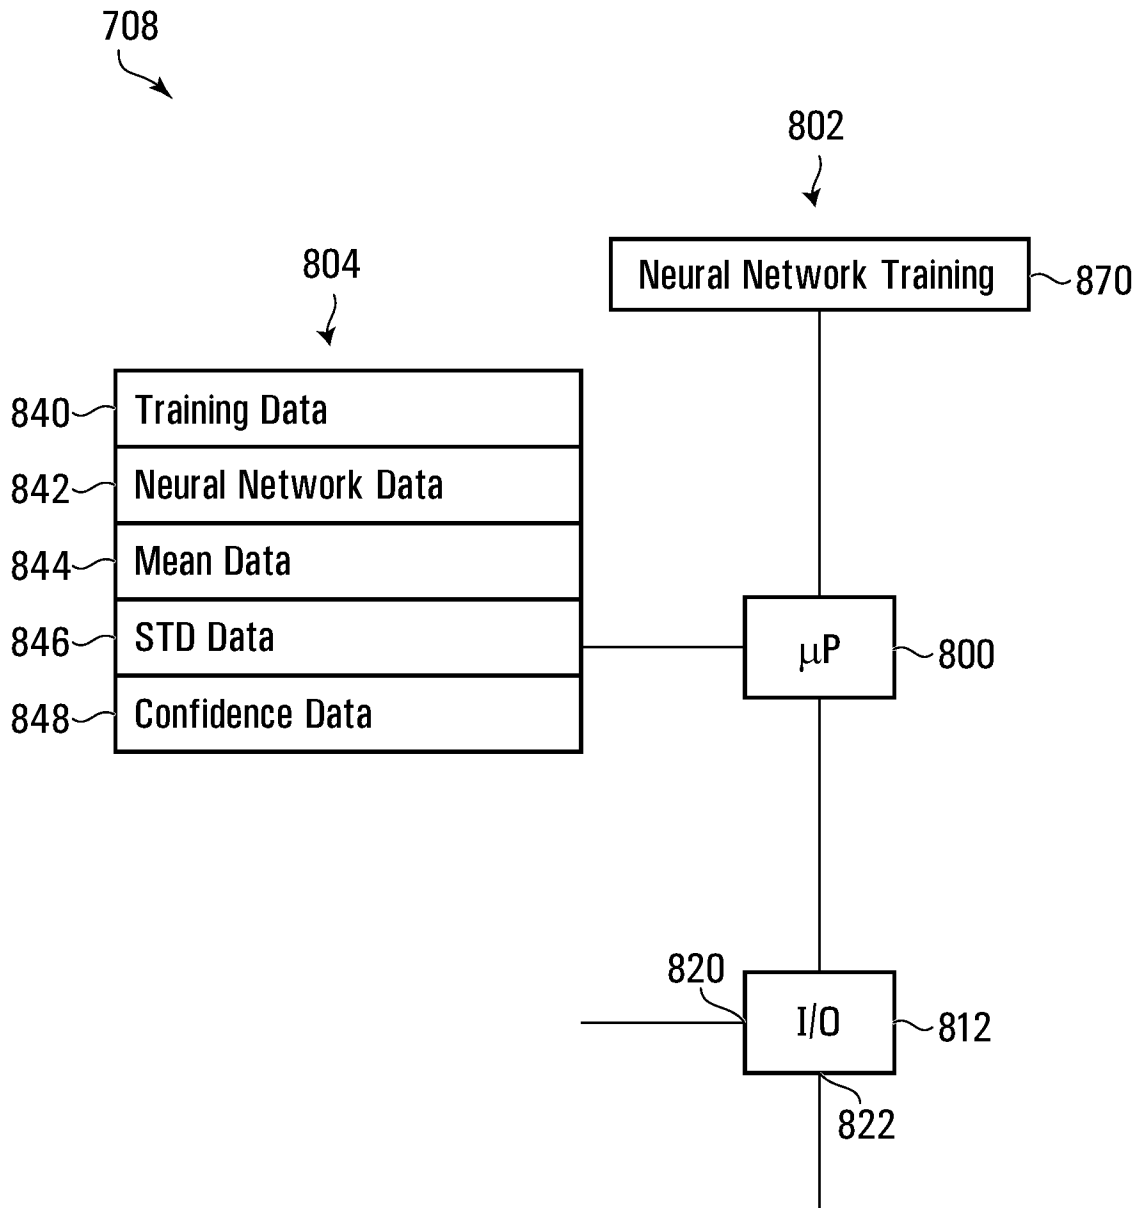 708
802
Neural Network Training
870
804
840
Training Data
842
Neural Network Data
844
Mean Data
846
STD Data
848
Confidence Data
μP
800
820
I/O
812
822